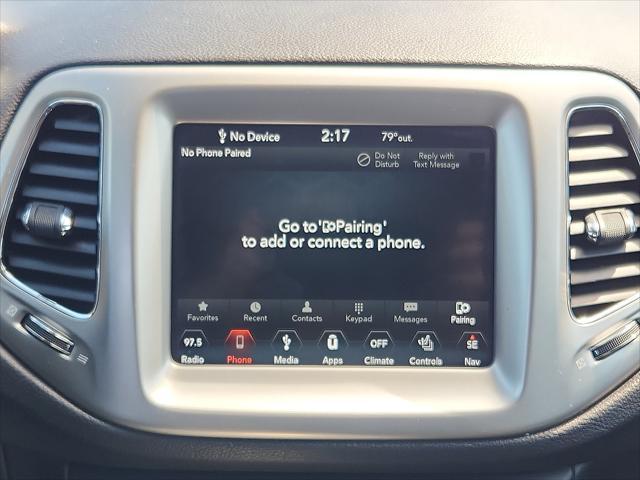 No Device 2:17 79°out.
No Phone Paired
Do Not Disturb
Reply with Text Message
Go to 'Pairing'
to add or connect a phone.
Favorites Recent Contacts Keypad Messages Pairing
97.5 OFF SE
Radio Phone Media Apps Climate Controls Nav